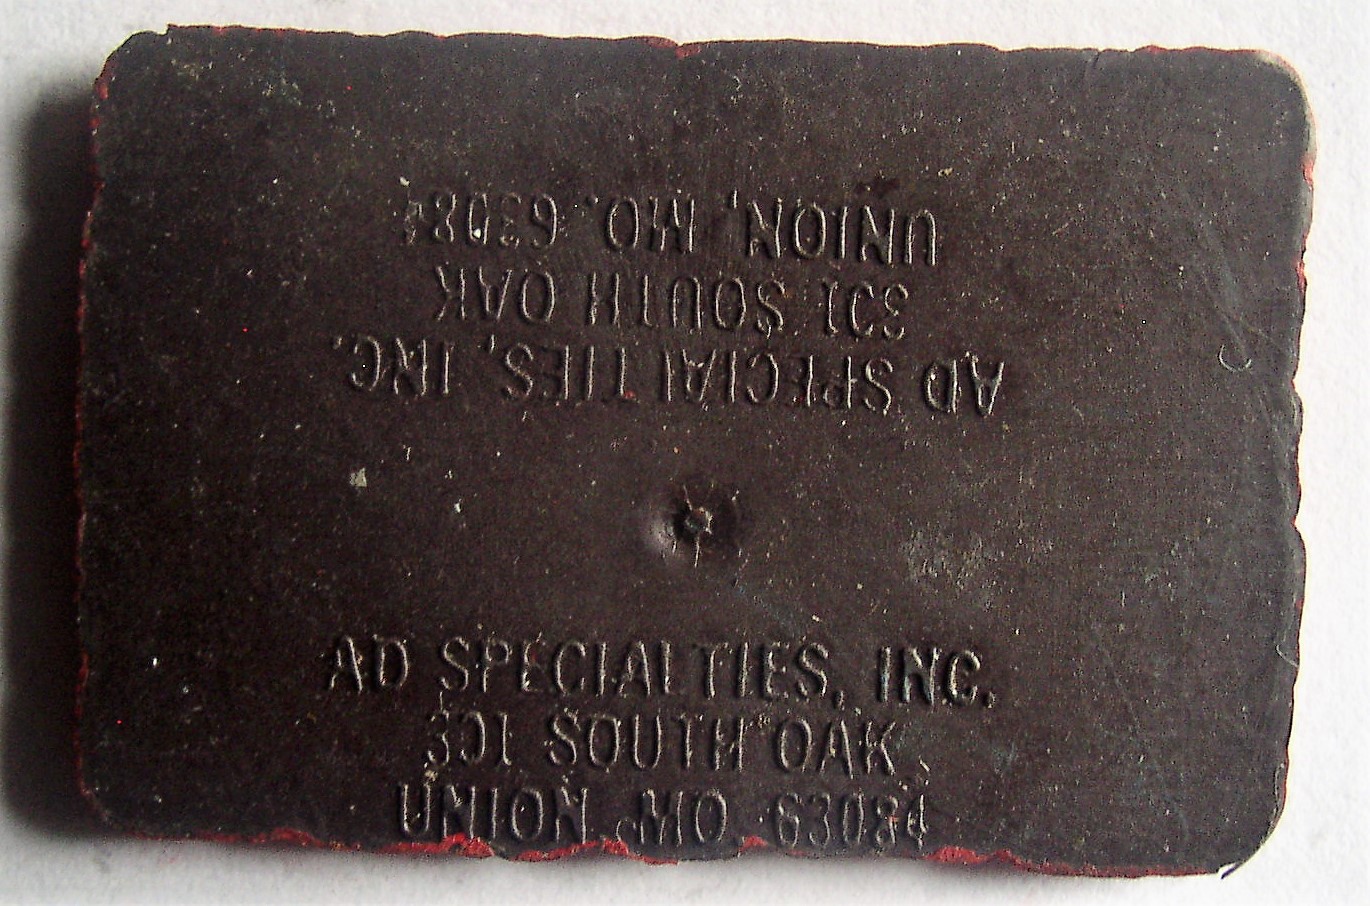 UNION, MO. 63084
301 SOUTH OAK
AD SPECIALTIES, INC.
AD SPECIALTIES, INC.
301 SOUTH OAK
UNION, MO. 63084